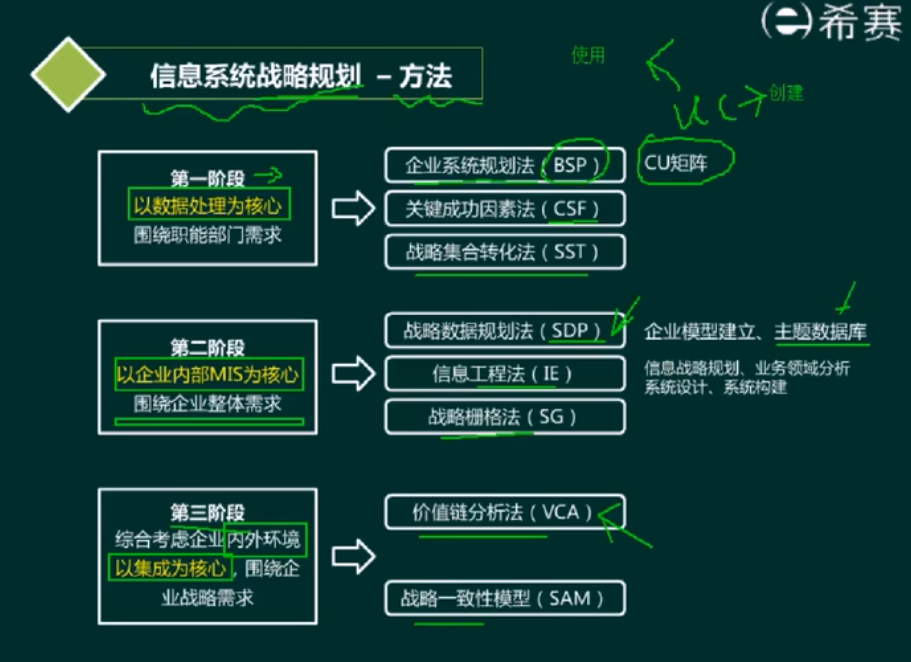 希赛
信息系统战略规划 – 方法
使用
UC
创建
第一阶段
以数据处理为核心
围绕职能部门需求
企业系统规划法（BSP）
CU矩阵
关键成功因素法（CSF）
战略集合转化法（SST）
第二阶段
以企业内部MIS为核心
围绕企业整体需求
战略数据规划法（SDP）
企业模型建立、主题数据库
信息工程法（IE）
信息战略规划、业务领域分析
系统设计、系统构建
战略栅格法（SG）
第三阶段
综合考虑企业内外环境
以集成为核心，围绕企
业战略需求
价值链分析法（VCA）
战略一致性模型（SAM）